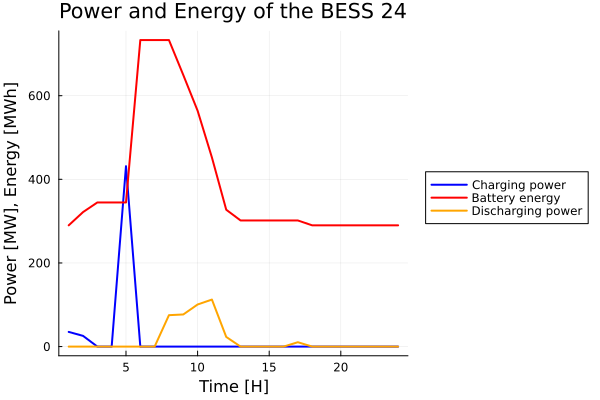 Power and Energy of the BESS 24
Power [MW], Energy [MWh]
600
400
200
0
5
10
15
20
Time [H]
Charging power
Battery energy
Discharging power